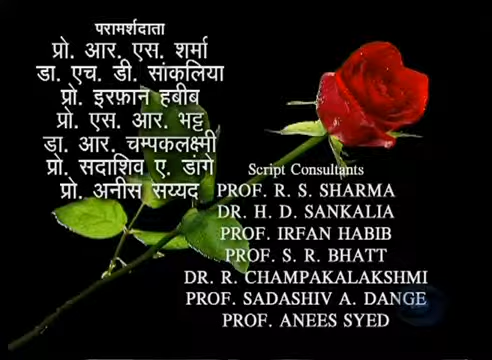 परामर्शदाता
प्रो. आर. एस. शर्मा
डा. एच. डी. सांकलिया
प्रो. इरफ़ान हबीब
प्रो. एस. आर. भट्ट
डा. आर. चम्पकलक्ष्मी
प्रो. सदाशिव ए. डांगे
प्रो. अनीस सय्यद
Script Consultants
PROF. R. S. SHARMA
DR. H. D. SANKALIA
PROF. IRFAN HABIB
PROF. S. R. BHATT
DR. R. CHAMPAKALAKSHMI
PROF. SADASHIV A. DANGE
PROF. ANEES SYED